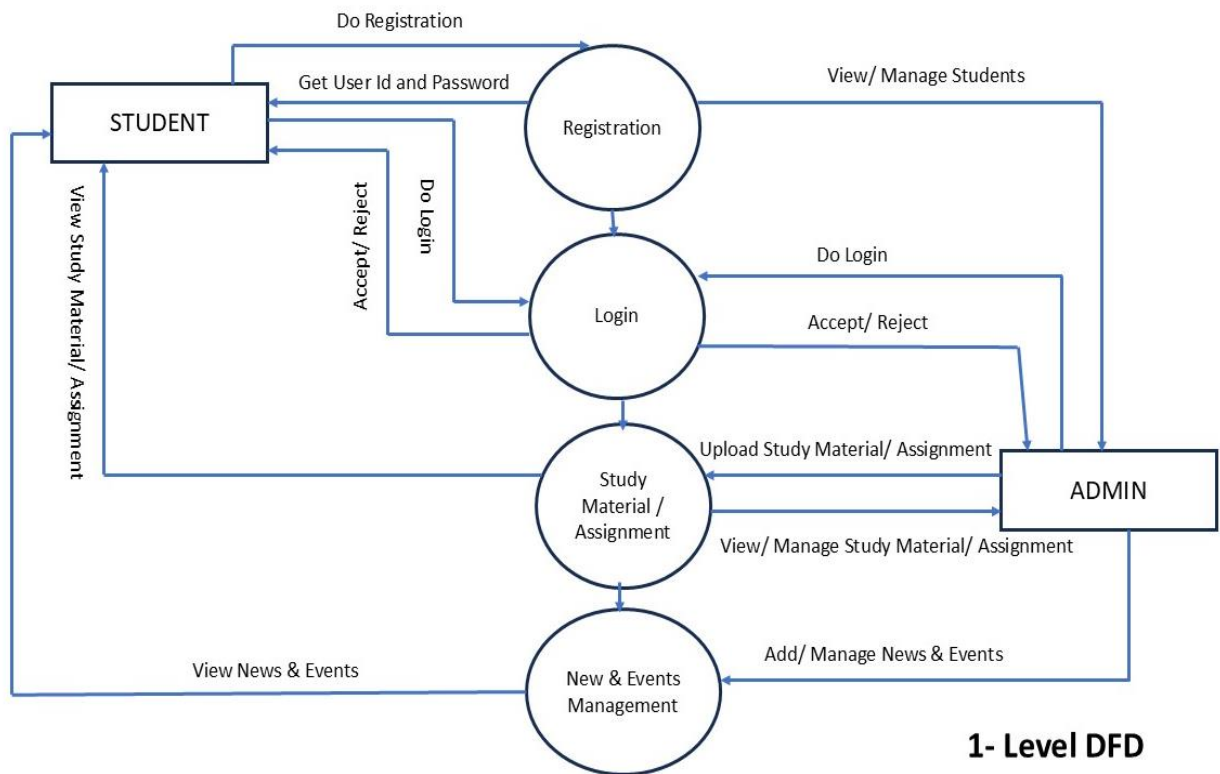 Do Registration
Get User Id and Password
View/ Manage Students
STUDENT
Registration
View Study Material/ Assignment
Accept/ Reject
Do Login
Do Login
Login
Accept/ Reject
Upload Study Material/ Assignment
Study
Material /
Assignment
ADMIN
View/ Manage Study Material/ Assignment
View News & Events
New & Events
Management
Add/ Manage News & Events
1- Level DFD